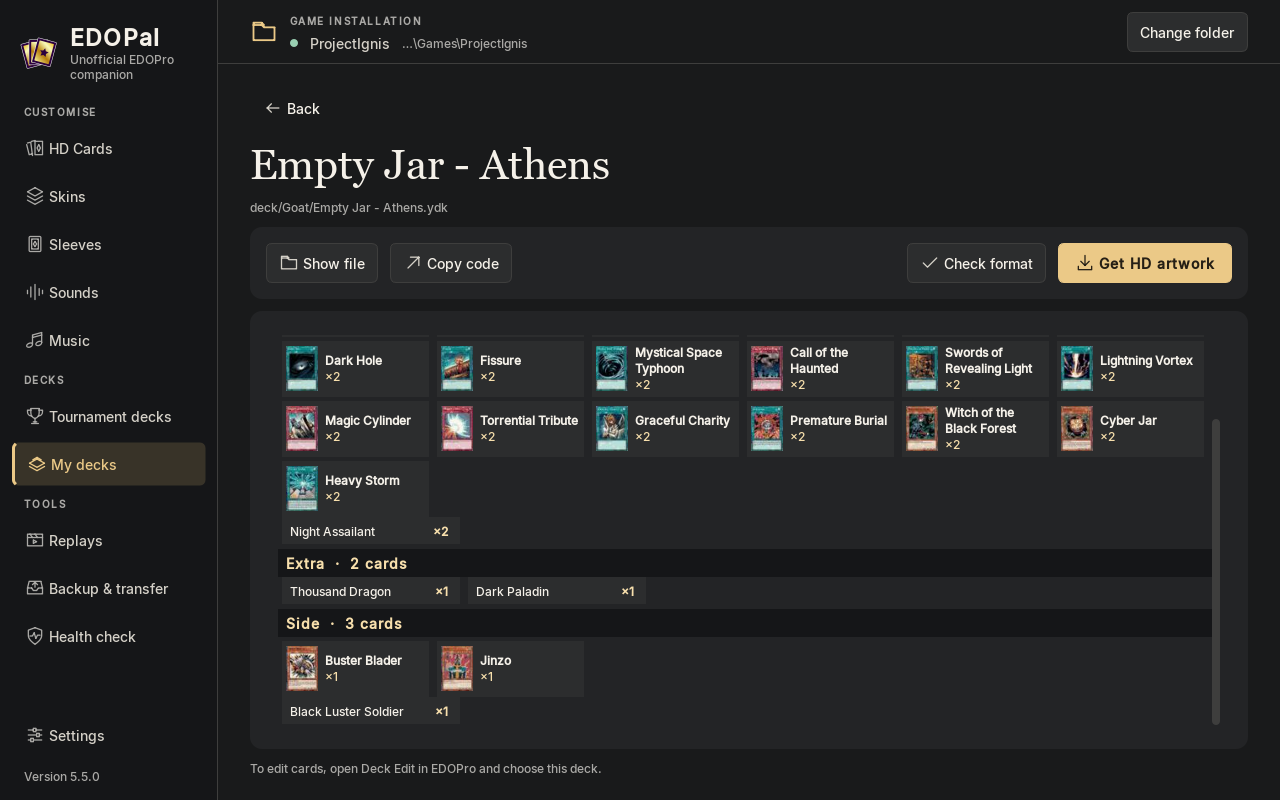 EDOPal
Unofficial EDOPro
companion
CUSTOMISE
HD Cards
Skins
Sleeves
Sounds
Music
DECKS
Tournament decks
My decks
TOOLS
Replays
Backup & transfer
Health check
Settings
Version 5.5.0
GAME INSTALLATION
ProjectIgnis ...\Games\ProjectIgnis
Change folder
Back
Empty Jar - Athens
deck/Goat/Empty Jar - Athens.ydk
Show file
Copy code
Check format
Get HD artwork
Dark Hole
×2
Fissure
×2
Mystical Space
Typhoon
×2
Call of the
Haunted
×2
Swords of
Revealing Light
×2
Lightning Vortex
×2
Magic Cylinder
×2
Torrential Tribute
×2
Graceful Charity
×2
Premature Burial
×2
Witch of the
Black Forest
×2
Cyber Jar
×2
Heavy Storm
×2
Night Assailant ×2
Extra · 2 cards
Thousand Dragon ×1
Dark Paladin ×1
Side · 3 cards
Buster Blader
×1
Jinzo
×1
Black Luster Soldier ×1
To edit cards, open Deck Edit in EDOPro and choose this deck.